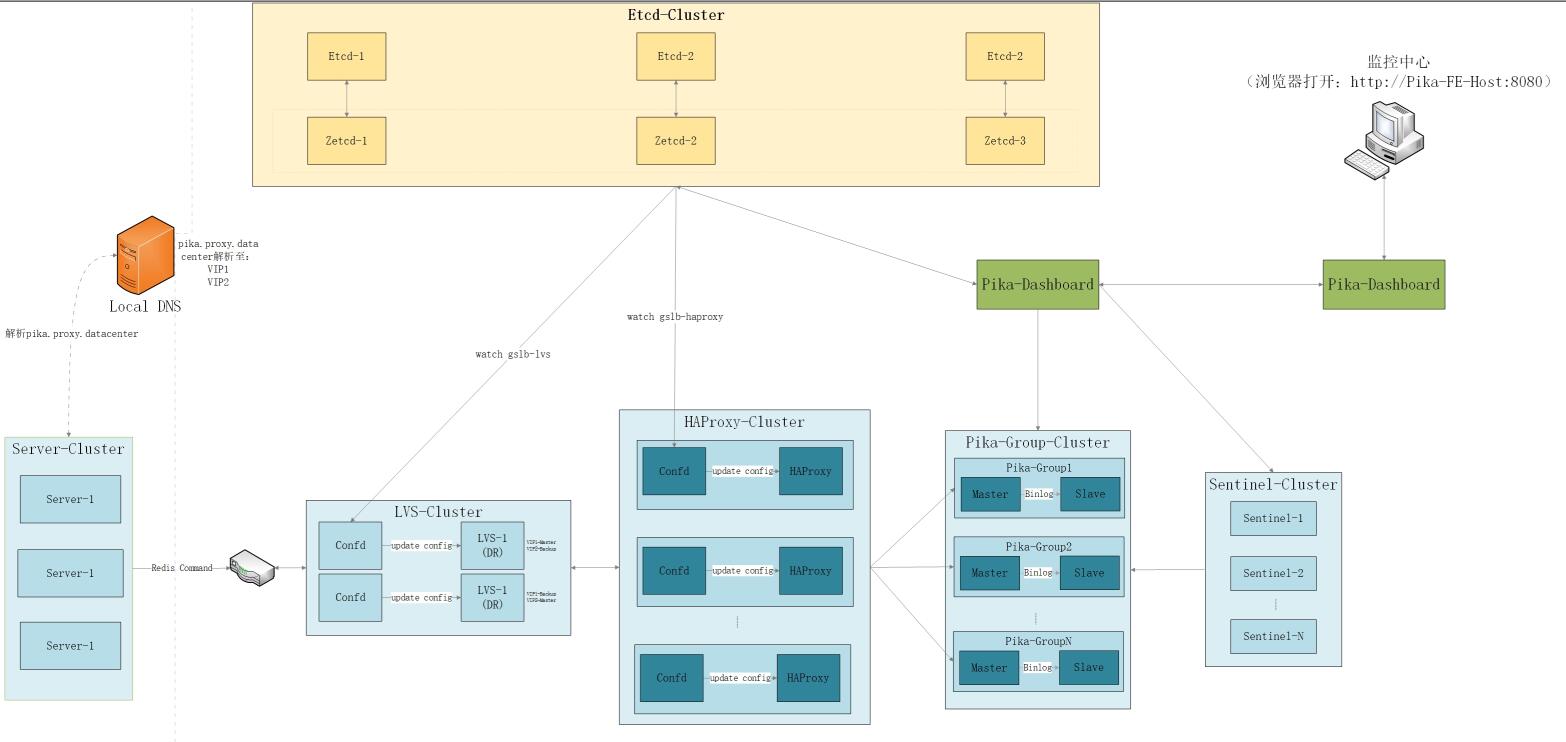 Etcd-Cluster
Etcd-1
Etcd-2
Etcd-2
Zetcd-1
Zetcd-2
Zetcd-3
监控中心
（浏览器打开：http://Pika-FE-Host:8080）
pika.proxy.data
center解析至：
VIP1
VIP2
Local DNS
解析pika.proxy.datacenter
Pika-Dashboard
Pika-Dashboard
watch gslb-haproxy
watch gslb-lvs
Server-Cluster
Server-1
Server-1
Server-1
Redis Command
LVS-Cluster
Confd
update config
LVS-1
(DR)
VIP1-Master
VIP2-Backup
Confd
update config
LVS-1
(DR)
VIP1-Backup
VIP2-Master
HAProxy-Cluster
Confd
update config
HAProxy
Confd
update config
HAProxy
Confd
update config
HAProxy
Pika-Group-Cluster
Pika-Group1
Master
Binlog
Slave
Pika-Group2
Master
Binlog
Slave
Pika-GroupN
Master
Binlog
Slave
Sentinel-Cluster
Sentinel-1
Sentinel-2
Sentinel-N